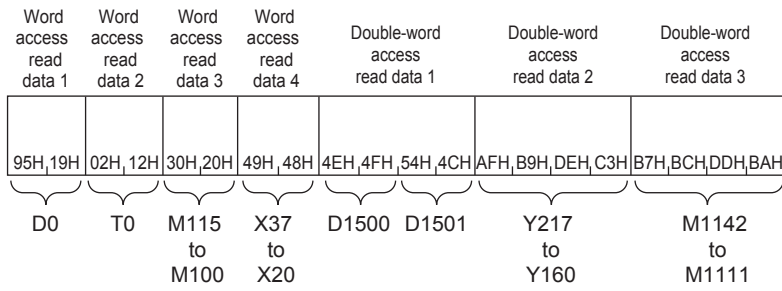 Word access read data 1
Word access read data 2
Word access read data 3
Word access read data 4
Double-word access read data 1
Double-word access read data 2
Double-word access read data 3
95H 19H 02H 12H 30H 20H 49H 48H 4EH 4FH 54H 4CH AFH B9H DEH C3H B7H BCH DDH BAH
D0
T0
M115 to M100
X37 to X20
D1500
D1501
Y217 to Y160
M1142 to M1111